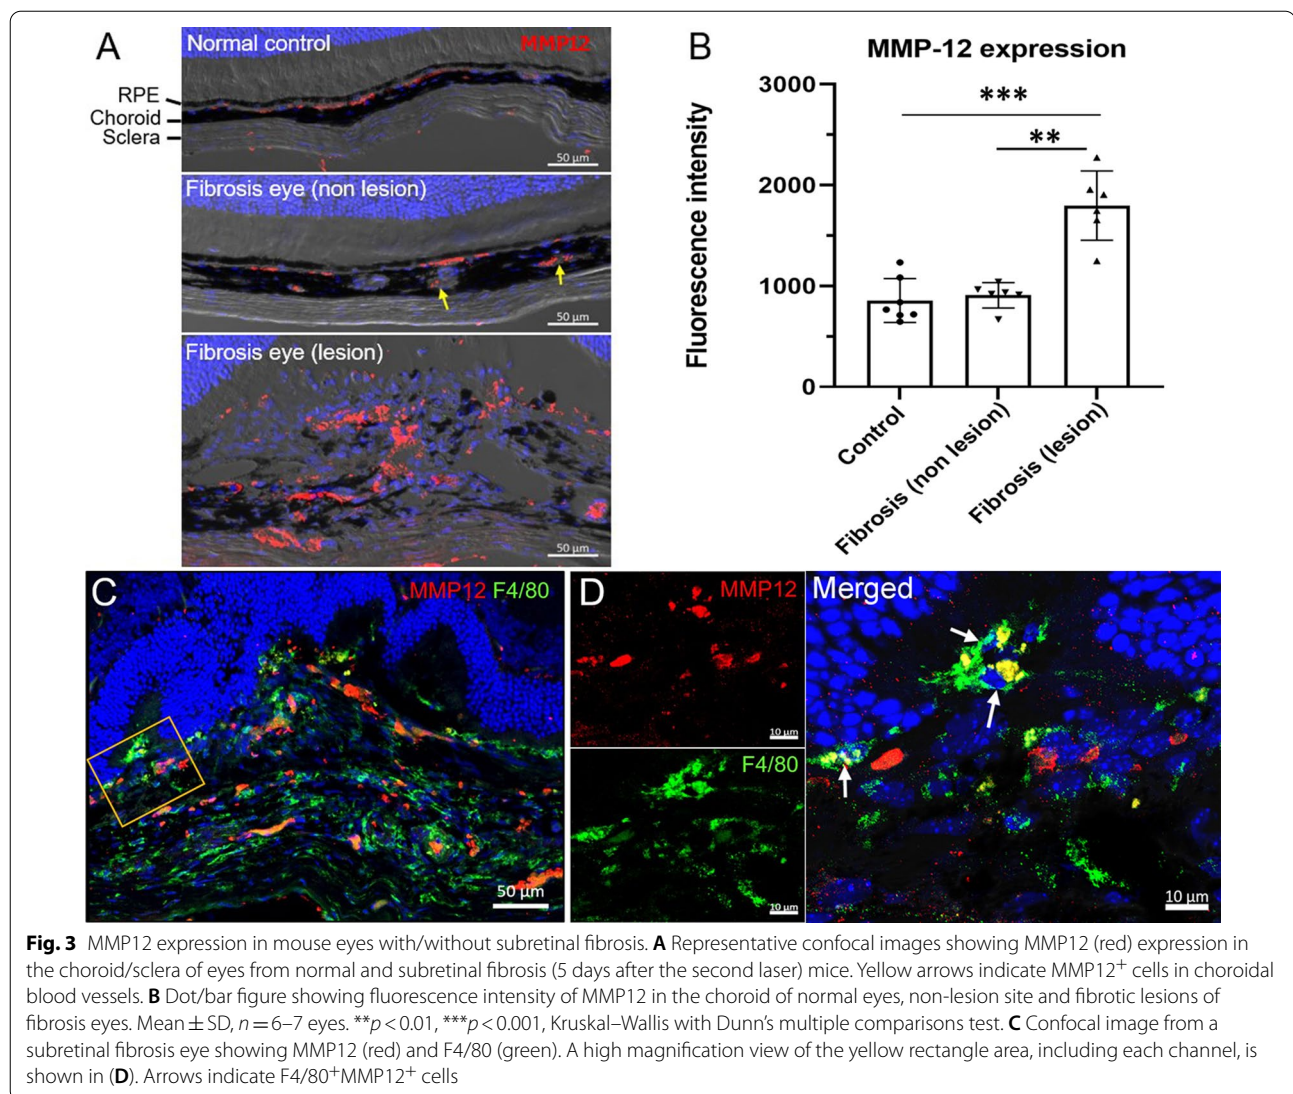 A
Normal control
MMP12
RPE
Choroid
Sclera
50 µm
Fibrosis eye (non lesion)
50 µm
Fibrosis eye (lesion)
50 µm
B
MMP-12 expression
Fluorescence intensity
3000
2000
1000
0
***
**
Control
Fibrosis (non lesion)
Fibrosis (lesion)
C
MMP12 F4/80
50 µm
D
MMP12
10 µm
F4/80
10 µm
Merged
10 µm
Fig. 3 MMP12 expression in mouse eyes with/without subretinal fibrosis. A Representative confocal images showing MMP12 (red) expression in
the choroid/sclera of eyes from normal and subretinal fibrosis (5 days after the second laser) mice. Yellow arrows indicate MMP12+ cells in choroidal
blood vessels. B Dot/bar figure showing fluorescence intensity of MMP12 in the choroid of normal eyes, non-lesion site and fibrotic lesions of
fibrosis eyes. Mean ± SD, n = 6–7 eyes. **p < 0.01, ***p < 0.001, Kruskal–Wallis with Dunn's multiple comparisons test. C Confocal image from a
subretinal fibrosis eye showing MMP12 (red) and F4/80 (green). A high magnification view of the yellow rectangle area, including each channel, is
shown in (D). Arrows indicate F4/80+MMP12+ cells